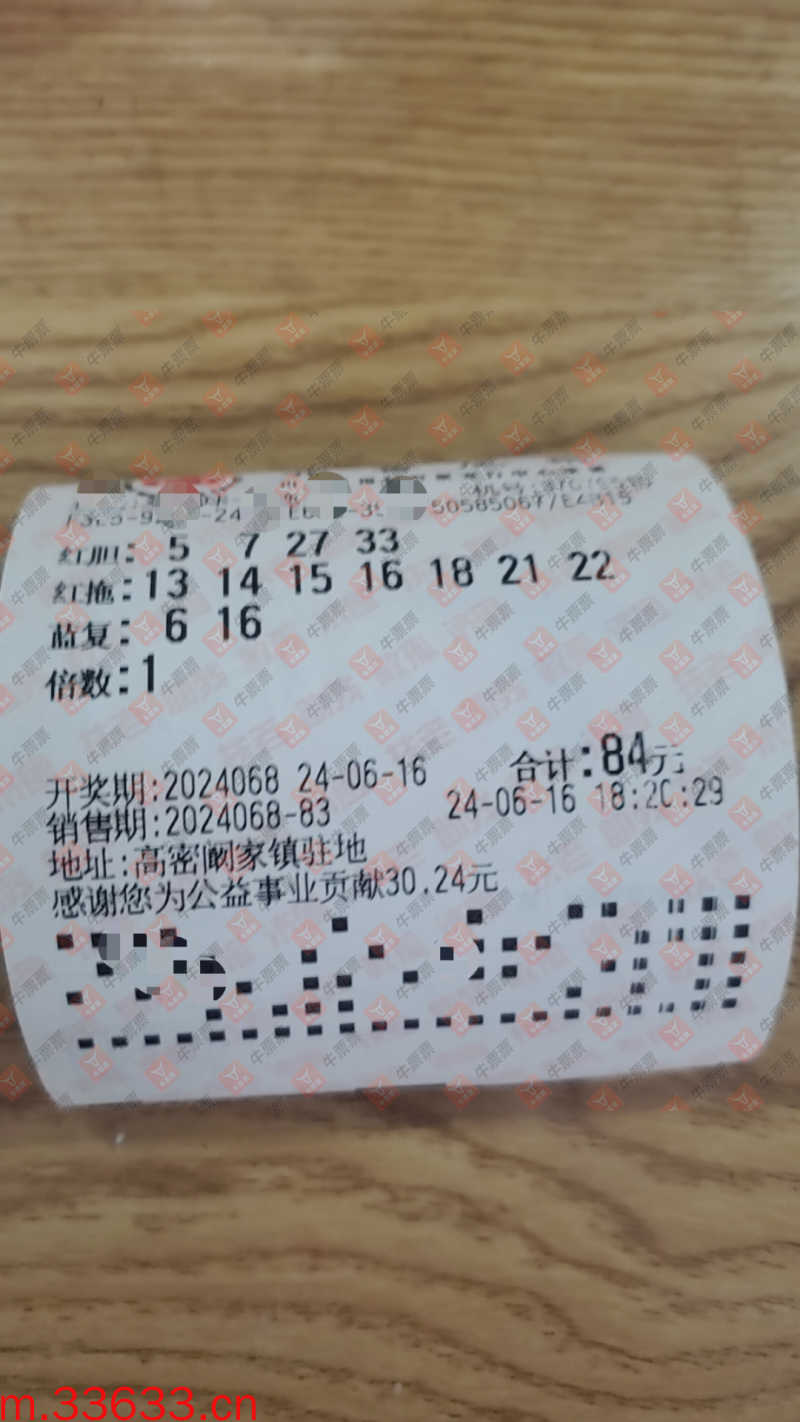 红胆: 5 7 27 33
红拖:13 14 15 16 18 21 22
蓝复: 6 16
倍数:1
合计:84元
开奖期:2024068 24-06-16
24-06-16 18:20:29
销售期:2024068-83
地址:高密阚家镇驻地
感谢您为公益事业贡献30.24元
牛票票
m.33633.cn